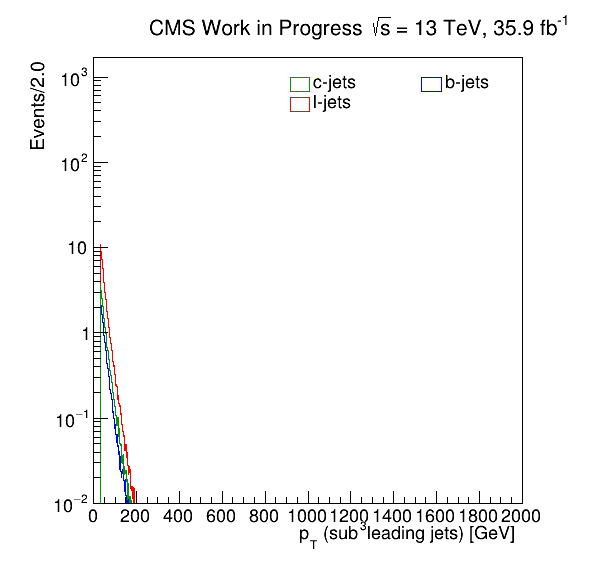 CMS Work in Progress √s = 13 TeV, 35.9 fb⁻¹
Events/2.0
c-jets b-jets
l-jets
10³
10²
10
1
10⁻¹
10⁻²
0 200 400 600 800 1000 1200 1400 1600 1800 2000
p_T (sub³leading jets) [GeV]